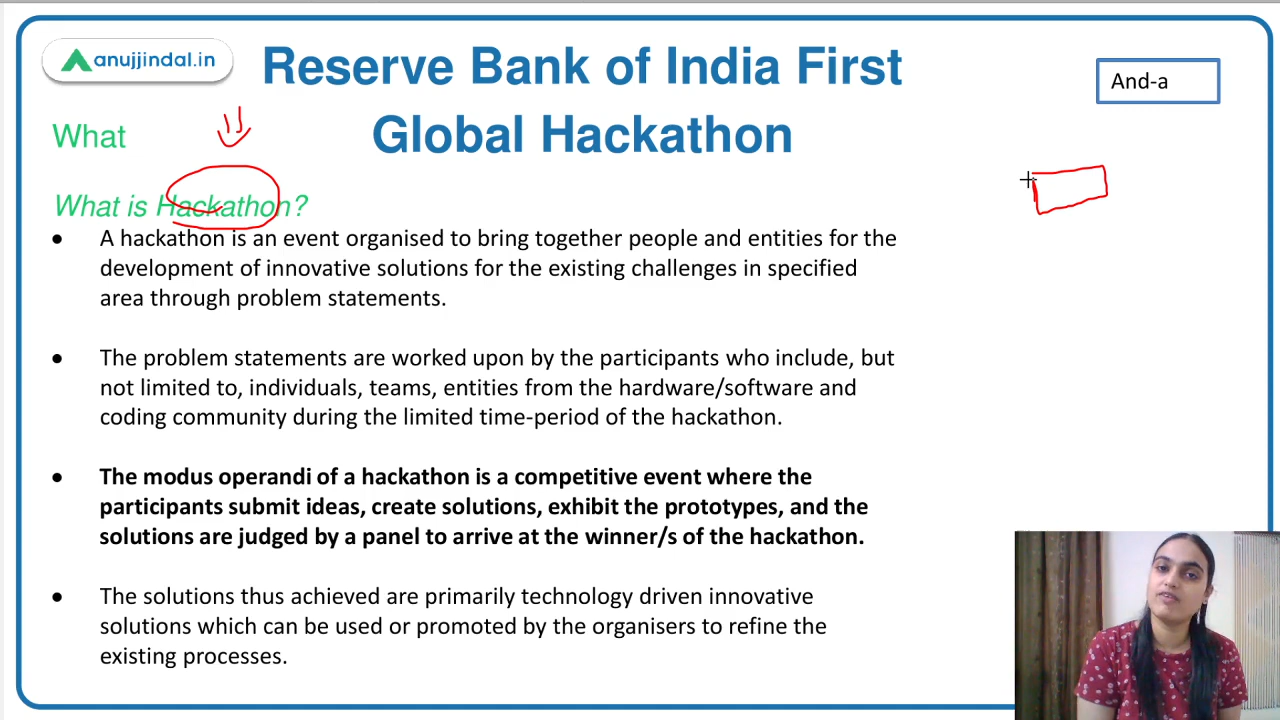 anujjindal.in
Reserve Bank of India First
Global Hackathon
And-a
What
What is Hackathon?
● A hackathon is an event organised to bring together people and entities for the
development of innovative solutions for the existing challenges in specified
area through problem statements.
● The problem statements are worked upon by the participants who include, but
not limited to, individuals, teams, entities from the hardware/software and
coding community during the limited time-period of the hackathon.
● The modus operandi of a hackathon is a competitive event where the
participants submit ideas, create solutions, exhibit the prototypes, and the
solutions are judged by a panel to arrive at the winner/s of the hackathon.
● The solutions thus achieved are primarily technology driven innovative
solutions which can be used or promoted by the organisers to refine the
existing processes.